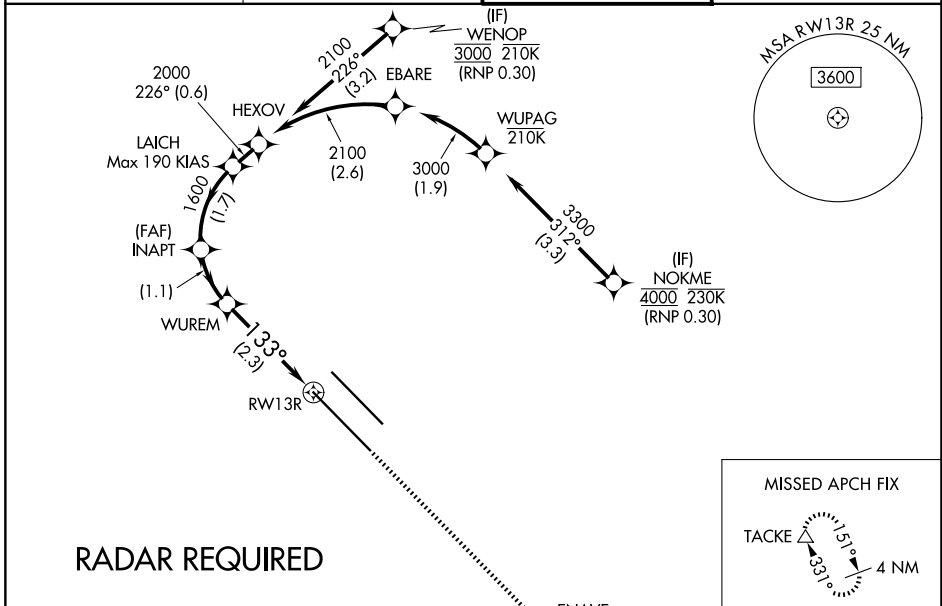 (IF)
WENOP
3000 210K
(RNP 0.30)
2100
226°
(3.2)
2000
226° (0.6)
HEXOV
EBARE
WUPAG
210K
LAICH
Max 190 KIAS
2100
(2.6)
3000
(1.9)
1600
(1.7)
(FAF)
INAPT
(1.1)
WUREM
133°
(2.3)
RW13R
3300
312°
(3.3)
(IF)
NOKME
4000 230K
(RNP 0.30)
MSA RW13R 25 NM
3600
RADAR REQUIRED
MISSED APCH FIX
TACKE
151°
331°
4 NM